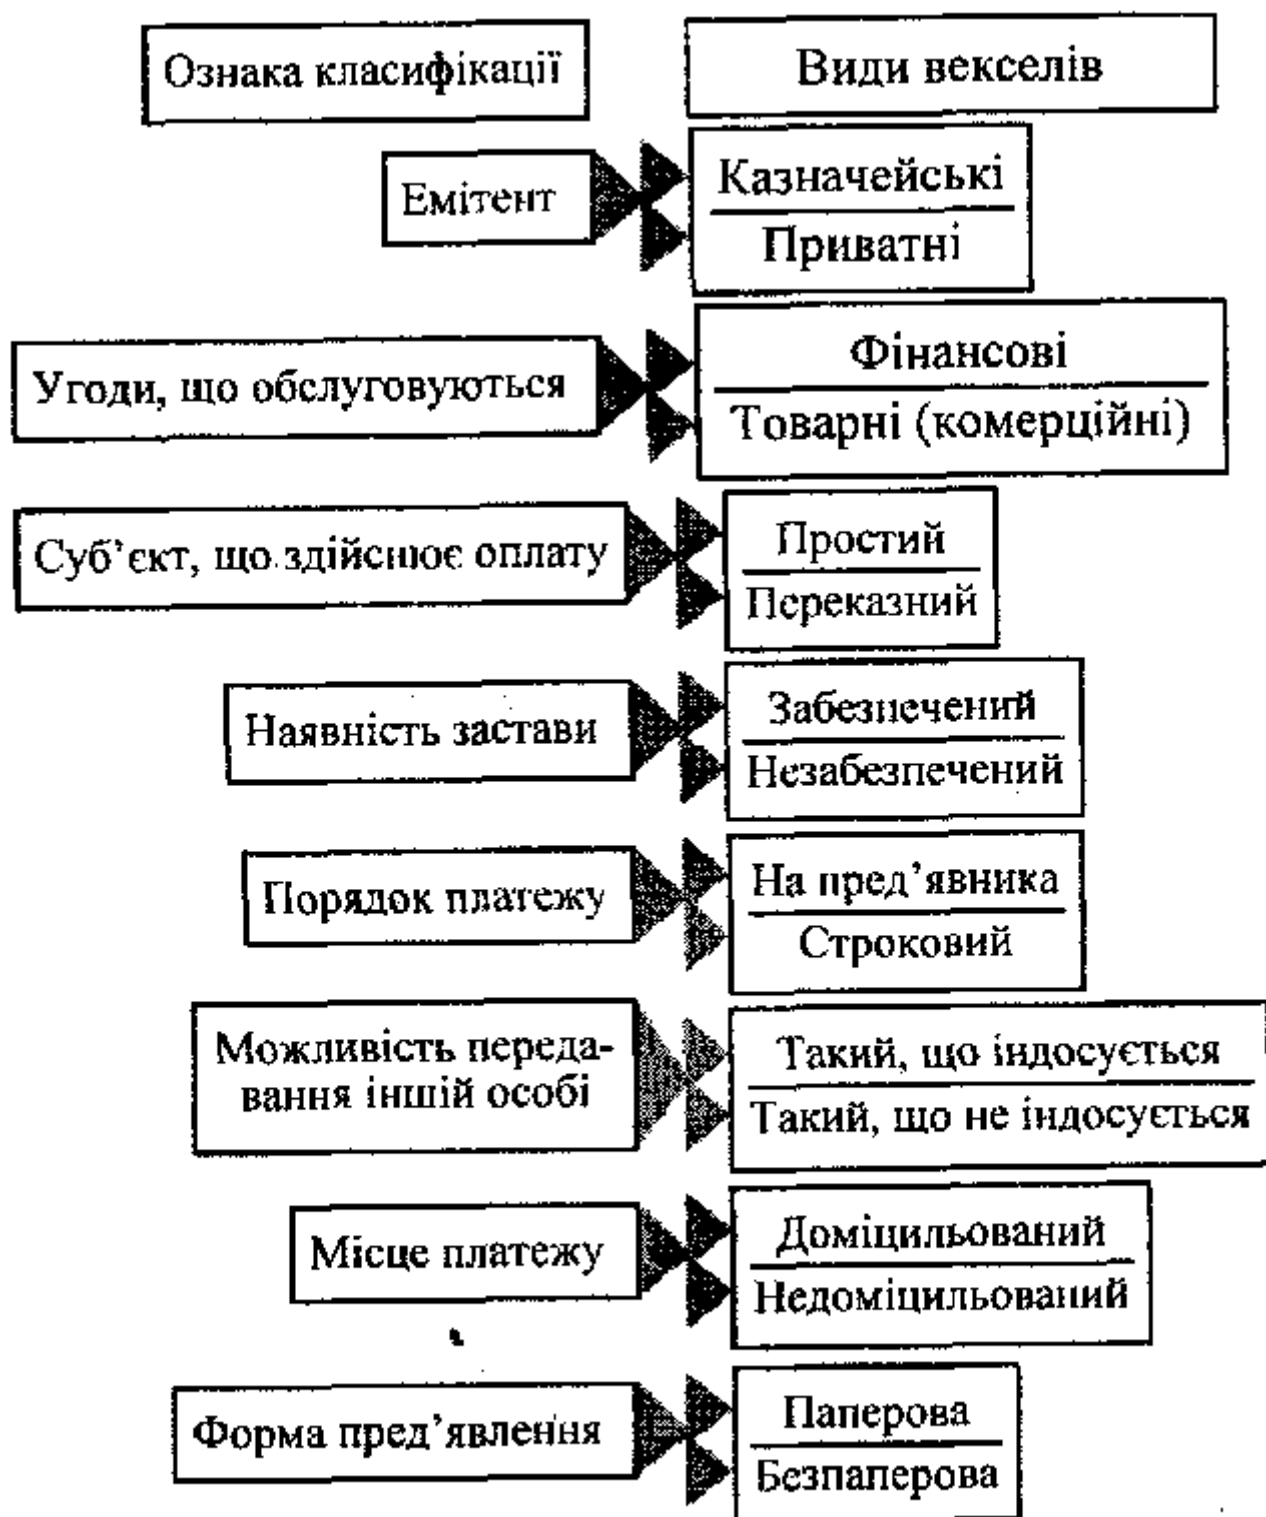 Ознака класифікації
Види векселів
Емітент
Казначейські
Приватні
Угоди, що обслуговуються
Фінансові
Товарні (комерційні)
Суб’єкт, що здійснює оплату
Простий
Переказний
Наявність застави
Забезпечений
Незабезпечений
Порядок платежу
На пред’явника
Строковий
Можливість переда-
вання іншій особі
Такий, що індосується
Такий, що не індосується
Місце платежу
Доміцильований
Недоміцильований
Форма пред’явлення
Паперова
Безпаперова